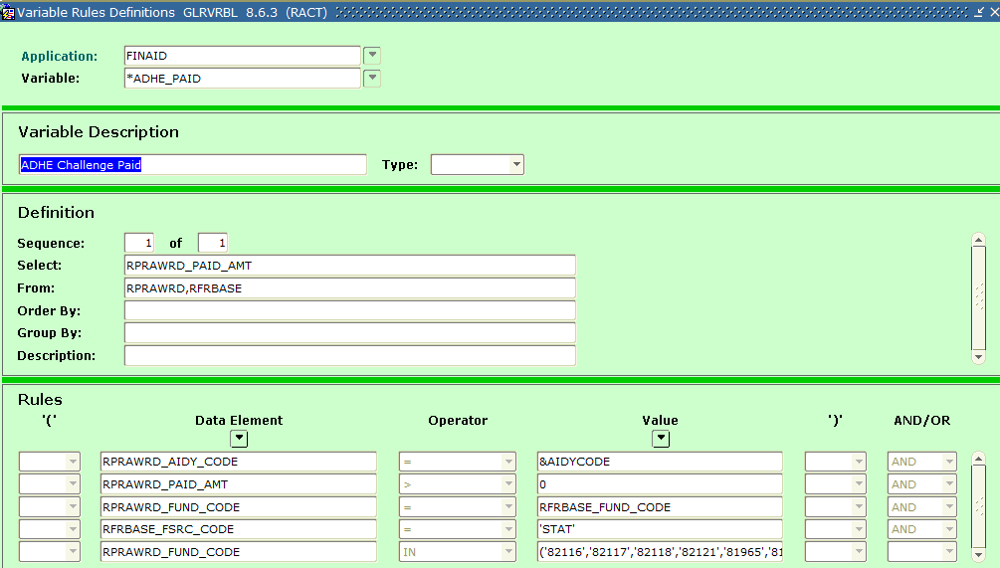 Variable Rules Definitions GLRVRBL 8.6.3 (RACT)
Application: FINAID
Variable: *ADHE_PAID
Variable Description
ADHE Challenge Paid Type:
Definition
Sequence: 1 of 1
Select: RPRAWRD_PAID_AMT
From: RPRAWRD,RFRBASE
Order By:
Group By:
Description:
Rules
'(' Data Element Operator Value ')' AND/OR
RPRAWRD_AIDY_CODE = &AIDYCODE AND
RPRAWRD_PAID_AMT > 0 AND
RPRAWRD_FUND_CODE = RFRBASE_FUND_CODE AND
RFRBASE_FSRC_CODE = 'STAT' AND
RPRAWRD_FUND_CODE IN ('82116','82117','82118','82121','81965','81